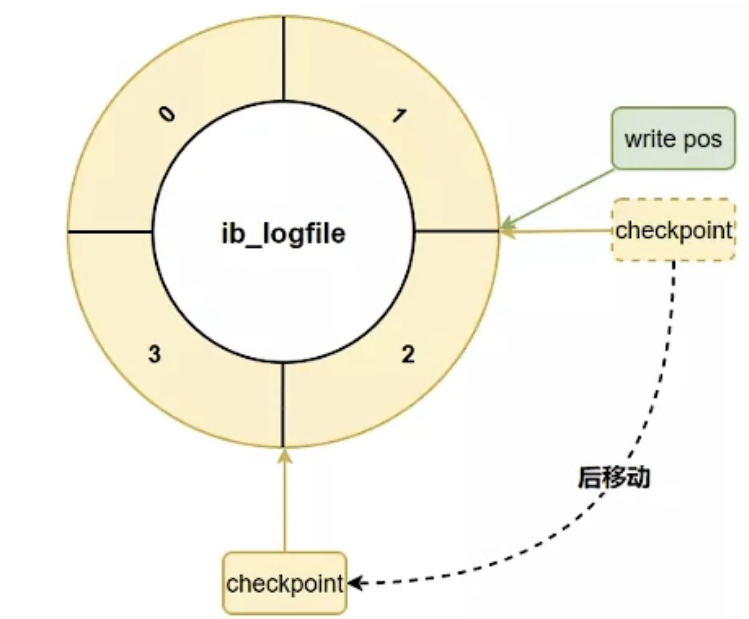 0
1
write pos
ib_logfile
checkpoint
3
2
后移动
checkpoint